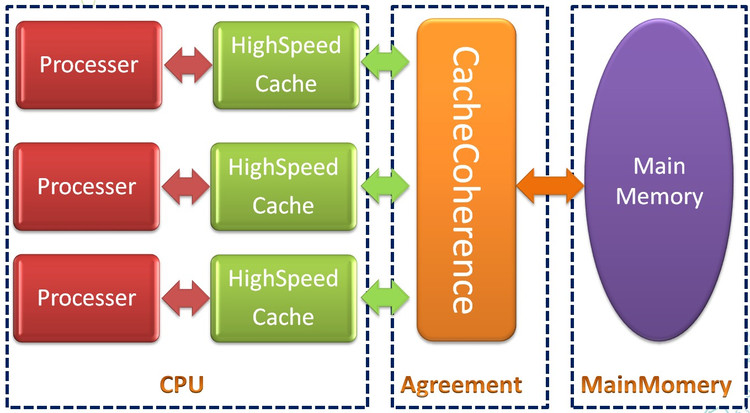 Processer
HighSpeed
Cache
Processer
HighSpeed
Cache
Processer
HighSpeed
Cache
CacheCoherence
Main
Memory
CPU
Agreement
MainMomery